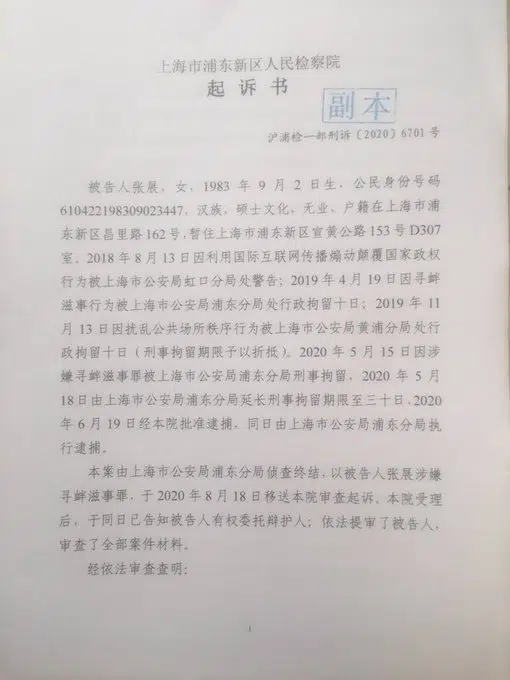 上海市浦东新区人民检察院
起诉书
副本
沪浦检一部刑诉〔2020〕6701号
被告人张展,女,1983年9月2日生,公民身份号码
610422198309023447,汉族,硕士文化,无业,户籍在上海市浦
东新区昌里路162号,暂住上海市浦东新区宣黄公路153号D307
室。2018年8月13日因利用国际互联网传播煽动颠覆国家政权
行为被上海市公安局虹口分局处警告;2019年4月19日因寻衅
滋事行为被上海市公安局浦东分局处行政拘留十日;2019年11
月13日因扰乱公共场所秩序行为被上海市公安局黄浦分局处行
政拘留十日(刑事拘留期限予以折抵)。2020年5月15日因涉
嫌寻衅滋事罪被上海市公安局浦东分局刑事拘留,2020年5月
18日由上海市公安局浦东分局延长刑事拘留期限至三十日,2020
年6月19日经本院批准逮捕,同日由上海市公安局浦东分局执
行逮捕。
本案由上海市公安局浦东分局侦查终结,以被告人张展涉嫌
寻衅滋事罪,于2020年8月18日移送本院审查起诉。本院受理
后,于同日已告知被告人有权委托辩护人;依法提审了被告人,
审查了全部案件材料。
经依法审查查明:
1